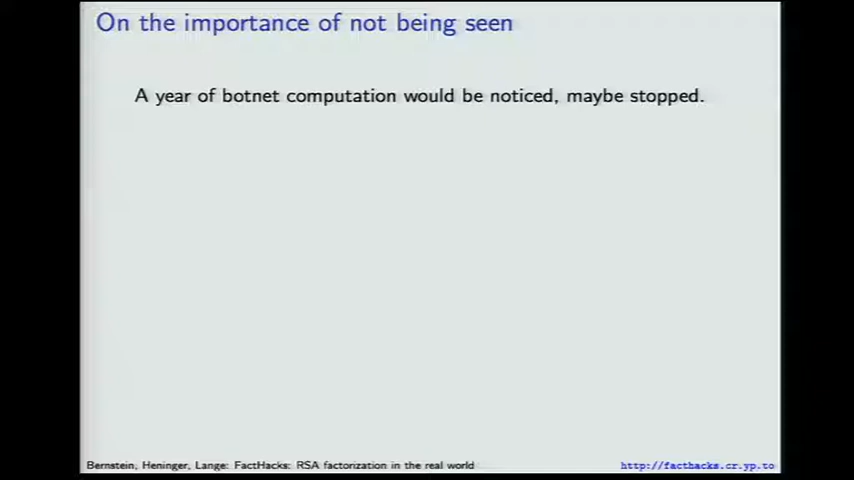 On the importance of not being seen
A year of botnet computation would be noticed, maybe stopped.
Bernstein, Heninger, Lange: FactHacks: RSA factorization in the real world
http://facthacks.cr.yp.to